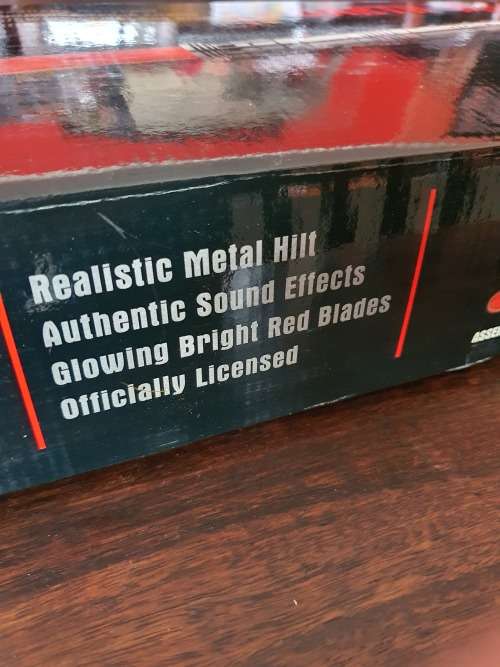 Realistic Metal Hilt
Authentic Sound Effects
Glowing Bright Red Blades
Officially Licensed